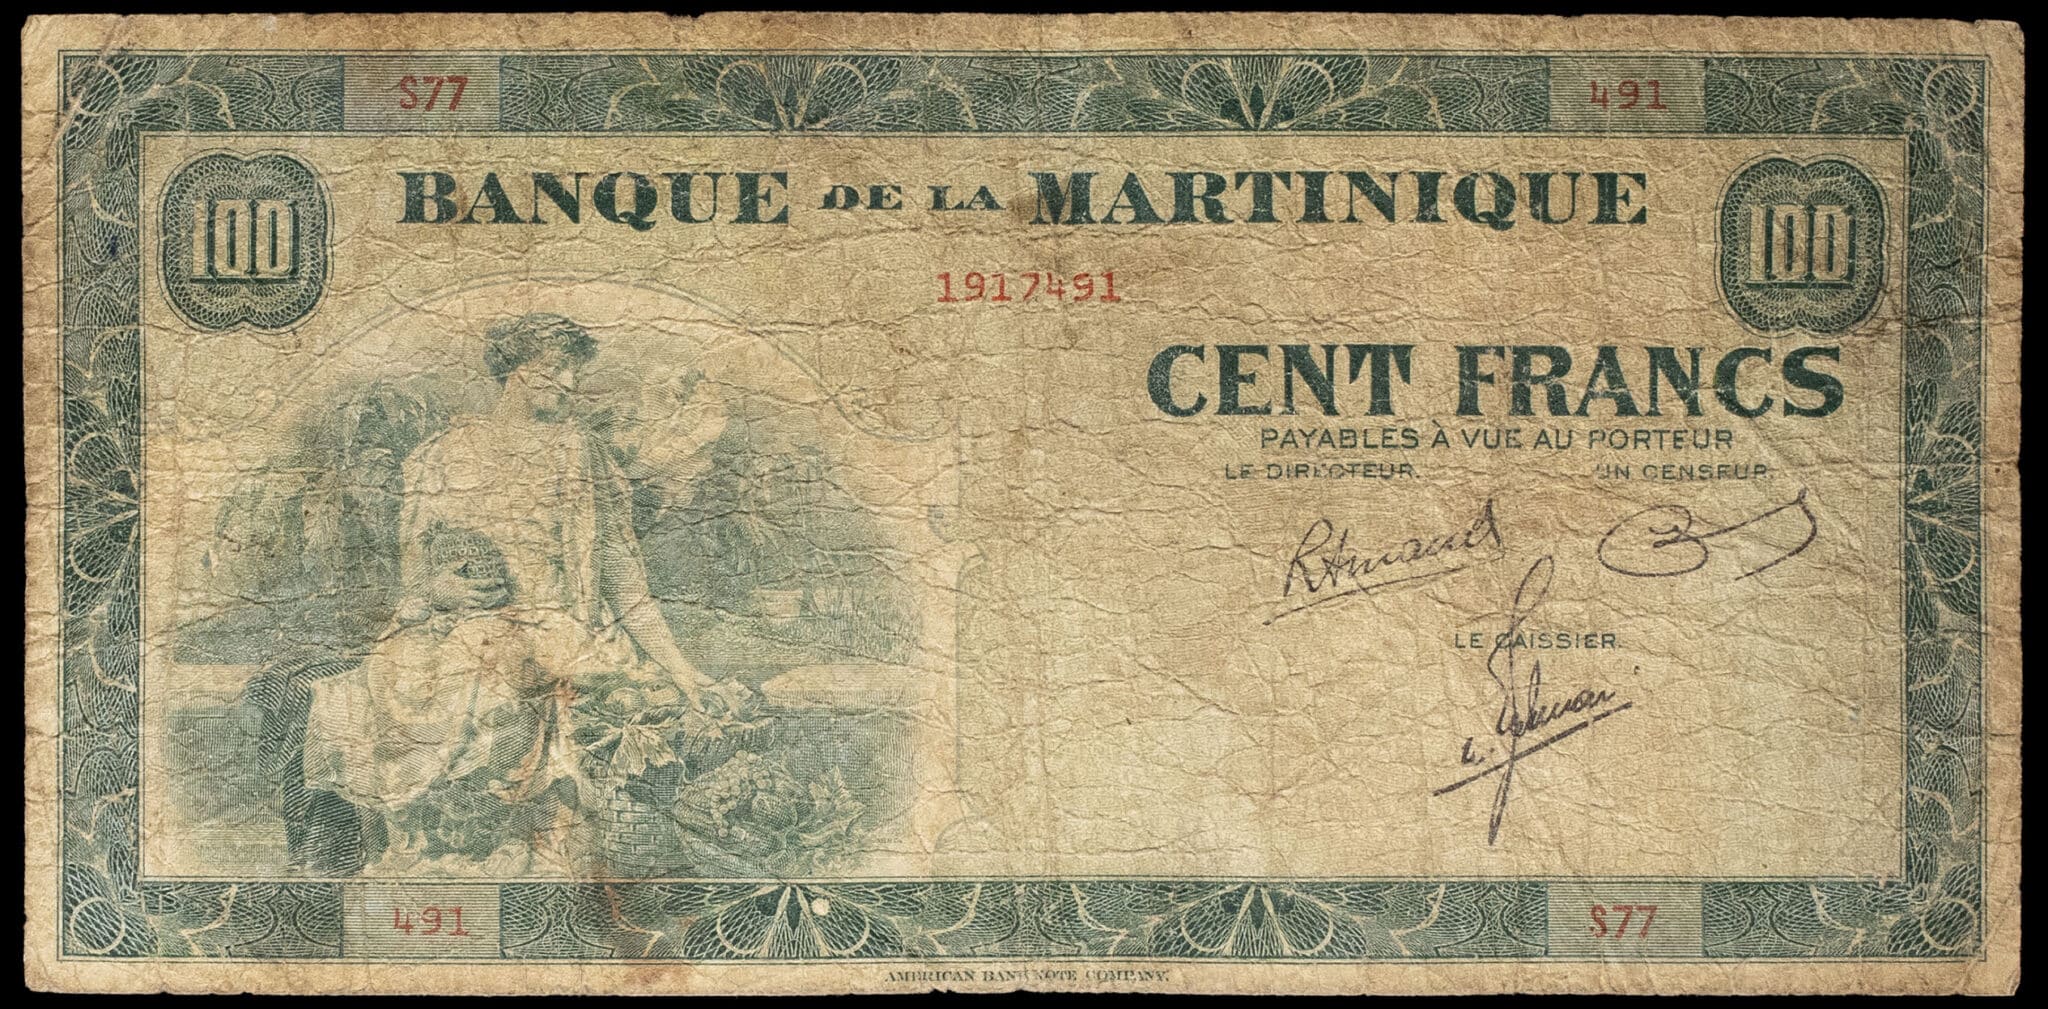 S77 491
100 BANQUE DE LA MARTINIQUE 100
1917491
CENT FRANCS
PAYABLES À VUE AU PORTEUR
LE DIRECTEUR. UN CENSEUR.
LE CAISSIER.
491 S77
AMERICAN BANK NOTE COMPANY.